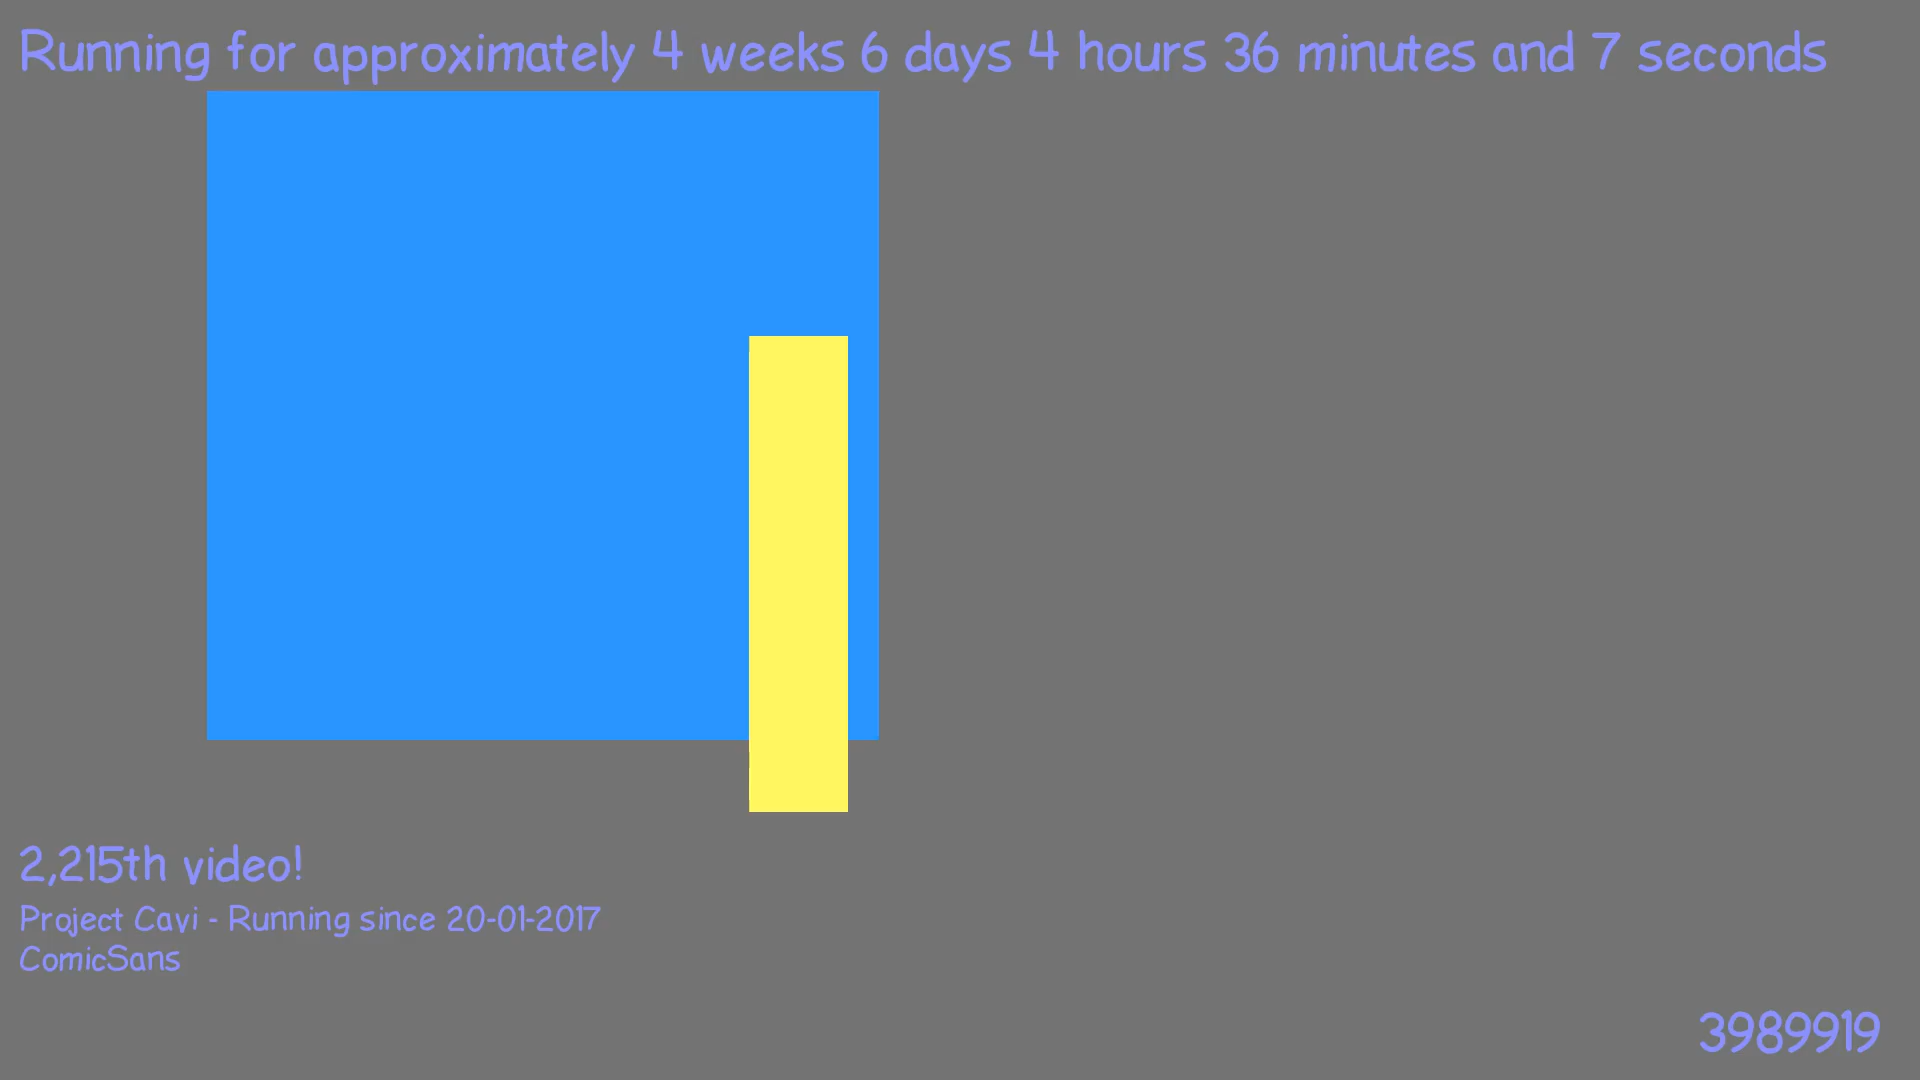 Running for approximately 4 weeks 6 days 4 hours 36 minutes and 7 seconds
2,215th video!
Project Cavi - Running since 20-01-2017
ComicSans
3989919